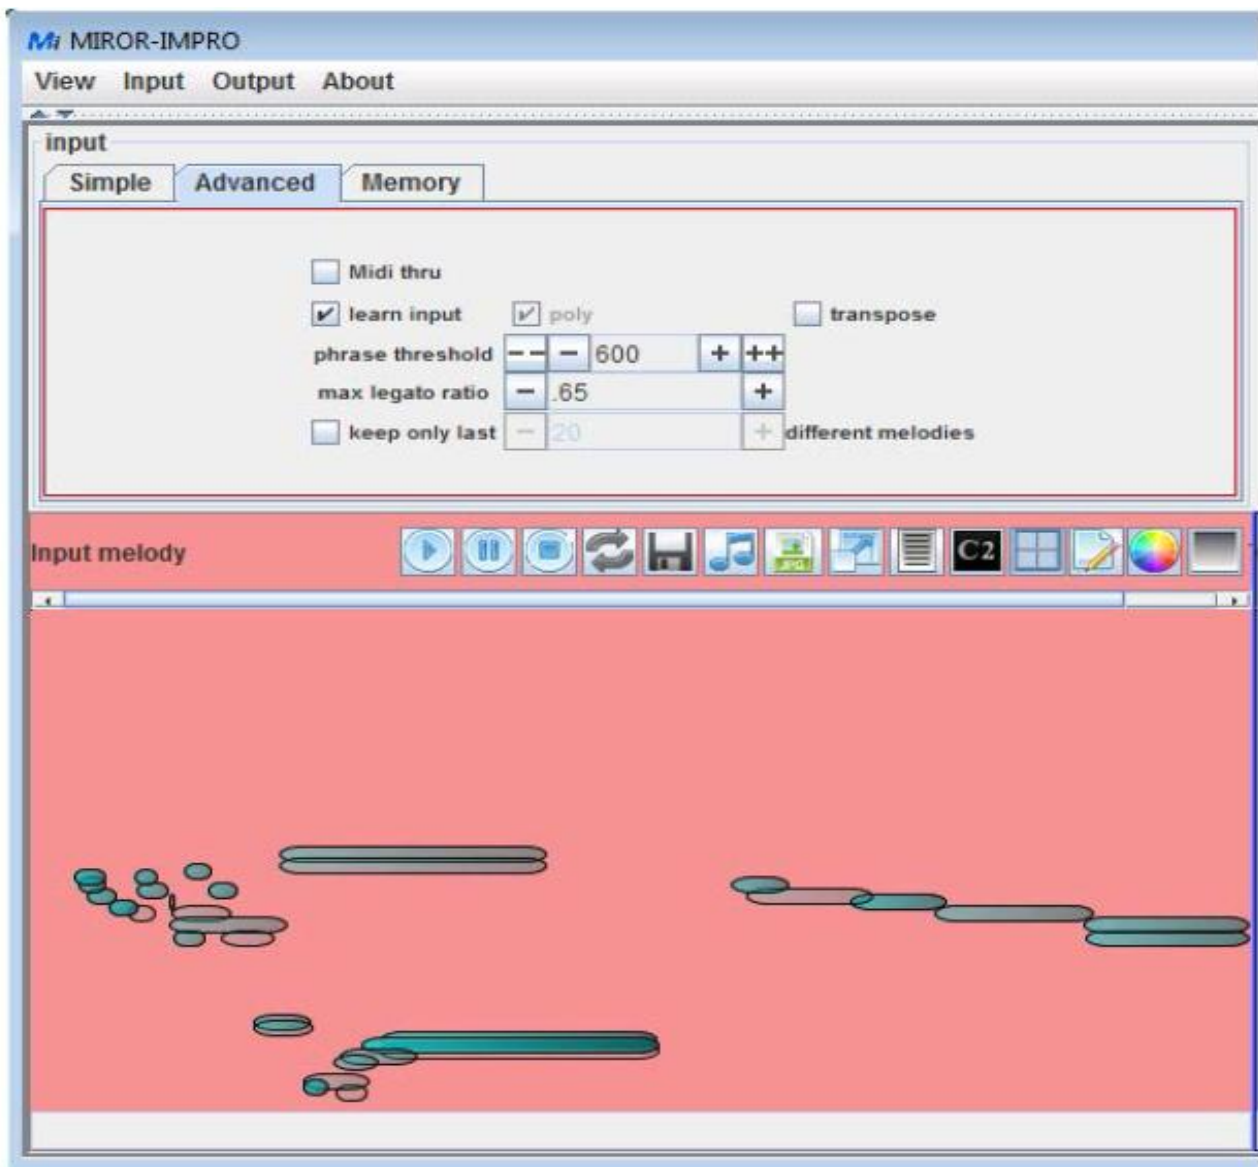 Mi MIROR-IMPRO
View Input Output About
input
Simple Advanced Memory
Midi thru
learn input poly transpose
phrase threshold -- - 600 + ++
max legato ratio - .65 +
keep only last - 20 + different melodies
Input melody C2